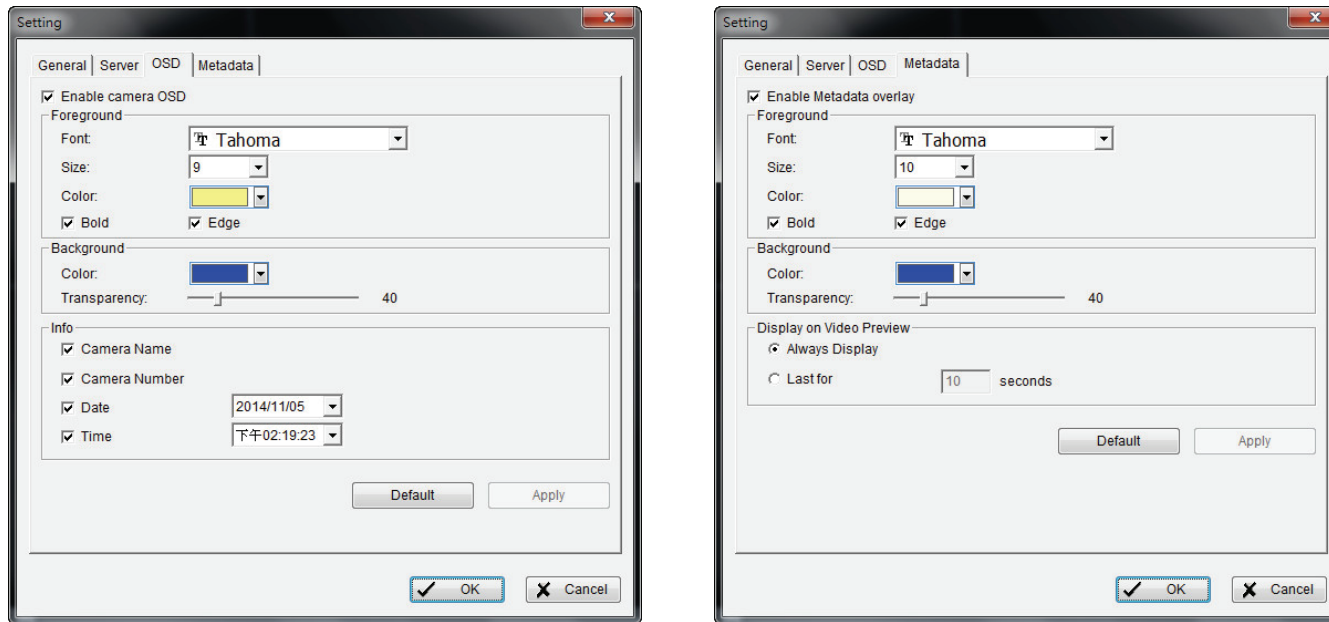 Setting
General Server OSD Metadata
Enable camera OSD
Foreground
Font: Tahoma
Size: 9
Color:
Bold Edge
Background
Color:
Transparency: 40
Info
Camera Name
Camera Number
Date 2014/11/05
Time 下午02:19:23
Default Apply
OK Cancel
Setting
General Server OSD Metadata
Enable Metadata overlay
Foreground
Font: Tahoma
Size: 10
Color:
Bold Edge
Background
Color:
Transparency: 40
Display on Video Preview
Always Display
Last for 10 seconds
Default Apply
OK Cancel